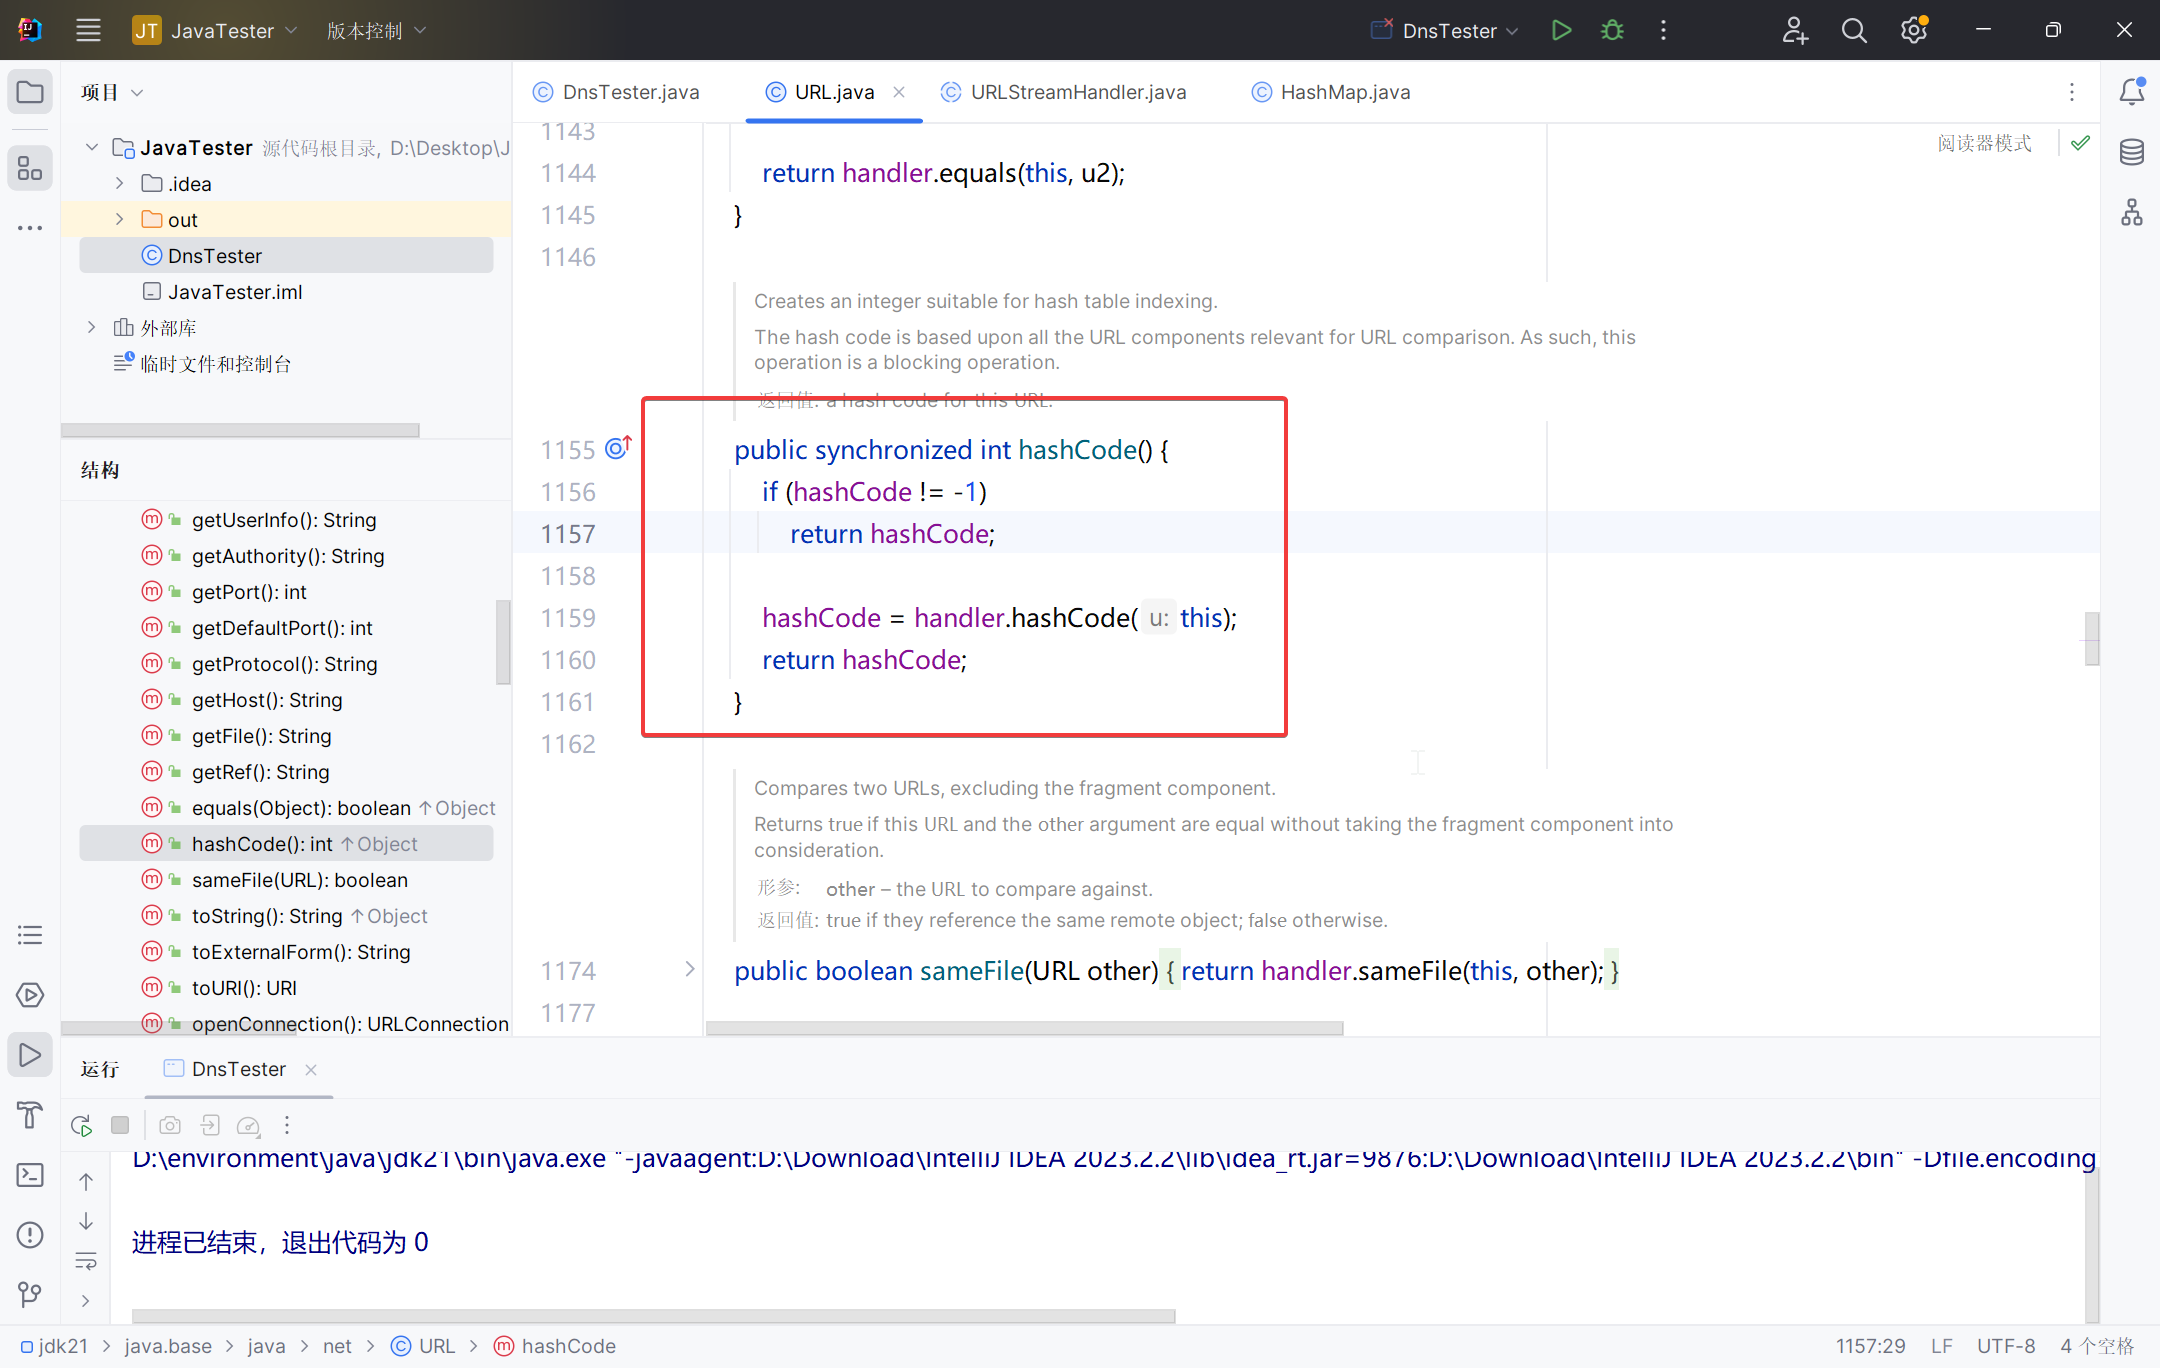 JT JavaTester 版本控制 DnsTester
项目
JavaTester 源代码根目录, D:\Desktop\J
.idea
out
DnsTester
JavaTester.iml
外部库
临时文件和控制台
结构
getUserInfo(): String
getAuthority(): String
getPort(): int
getDefaultPort(): int
getProtocol(): String
getHost(): String
getFile(): String
getRef(): String
equals(Object): boolean ↑Object
hashCode(): int ↑Object
sameFile(URL): boolean
toString(): String ↑Object
toExternalForm(): String
toURI(): URI
openConnection(): URLConnection
DnsTester.java URL.java URLStreamHandler.java HashMap.java
阅读器模式
1143
1144 return handler.equals(this, u2);
1145 }
1146
Creates an integer suitable for hash table indexing.
The hash code is based upon all the URL components relevant for URL comparison. As such, this
operation is a blocking operation.
返回值: a hash code for this URL.
1155 public synchronized int hashCode() {
1156 if (hashCode != -1)
1157 return hashCode;
1158
1159 hashCode = handler.hashCode( u: this);
1160 return hashCode;
1161 }
1162
Compares two URLs, excluding the fragment component.
Returns true if this URL and the other argument are equal without taking the fragment component into
consideration.
形参: other – the URL to compare against.
返回值: true if they reference the same remote object; false otherwise.
1174 public boolean sameFile(URL other) { return handler.sameFile(this, other); }
1177
运行 DnsTester
D:\environment\java\jdk21\bin\java.exe "-javaagent:D:\Download\IntelliJ IDEA 2023.2.2\lib\idea_rt.jar=9876:D:\Download\IntelliJ IDEA 2023.2.2\bin" -Dfile.encoding
进程已结束，退出代码为 0
jdk21 > java.base > java > net > URL > hashCode
1157:29 LF UTF-8 4 个空格